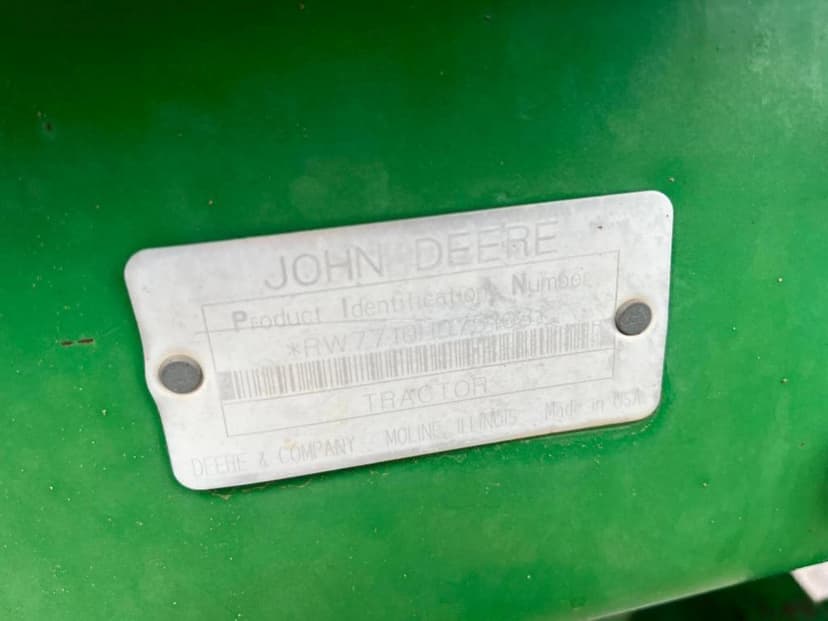 JOHN DEERE
Product Identification Number
TRACTOR
DEERE & COMPANY MOLINE, ILLINOIS Made in USA